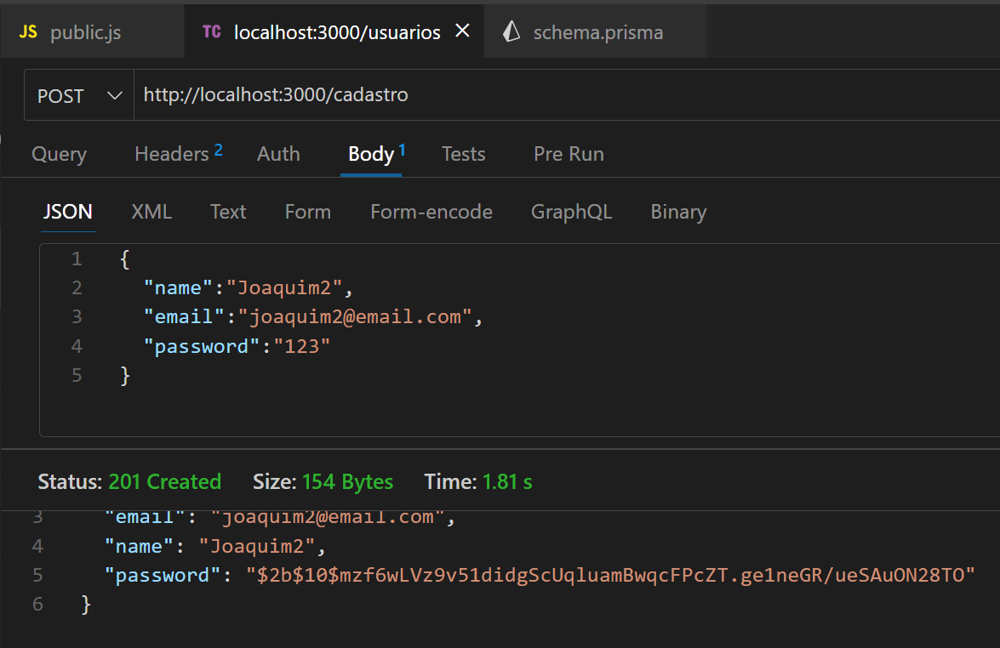 JS public.js TC localhost:3000/usuarios schema.prisma
POST http://localhost:3000/cadastro
Query Headers 2 Auth Body 1 Tests Pre Run
JSON XML Text Form Form-encode GraphQL Binary
1 {
2 "name":"Joaquim2",
3 "email":"joaquim2@email.com",
4 "password":"123"
5 }
Status: 201 Created Size: 154 Bytes Time: 1.81 s
3 "email": "joaquim2@email.com",
4 "name": "Joaquim2",
5 "password": "$2b$10$mzf6wLVz9v51didgScUqluamBwqcFPcZT.ge1neGR/ueSAuON28TO"
6 }